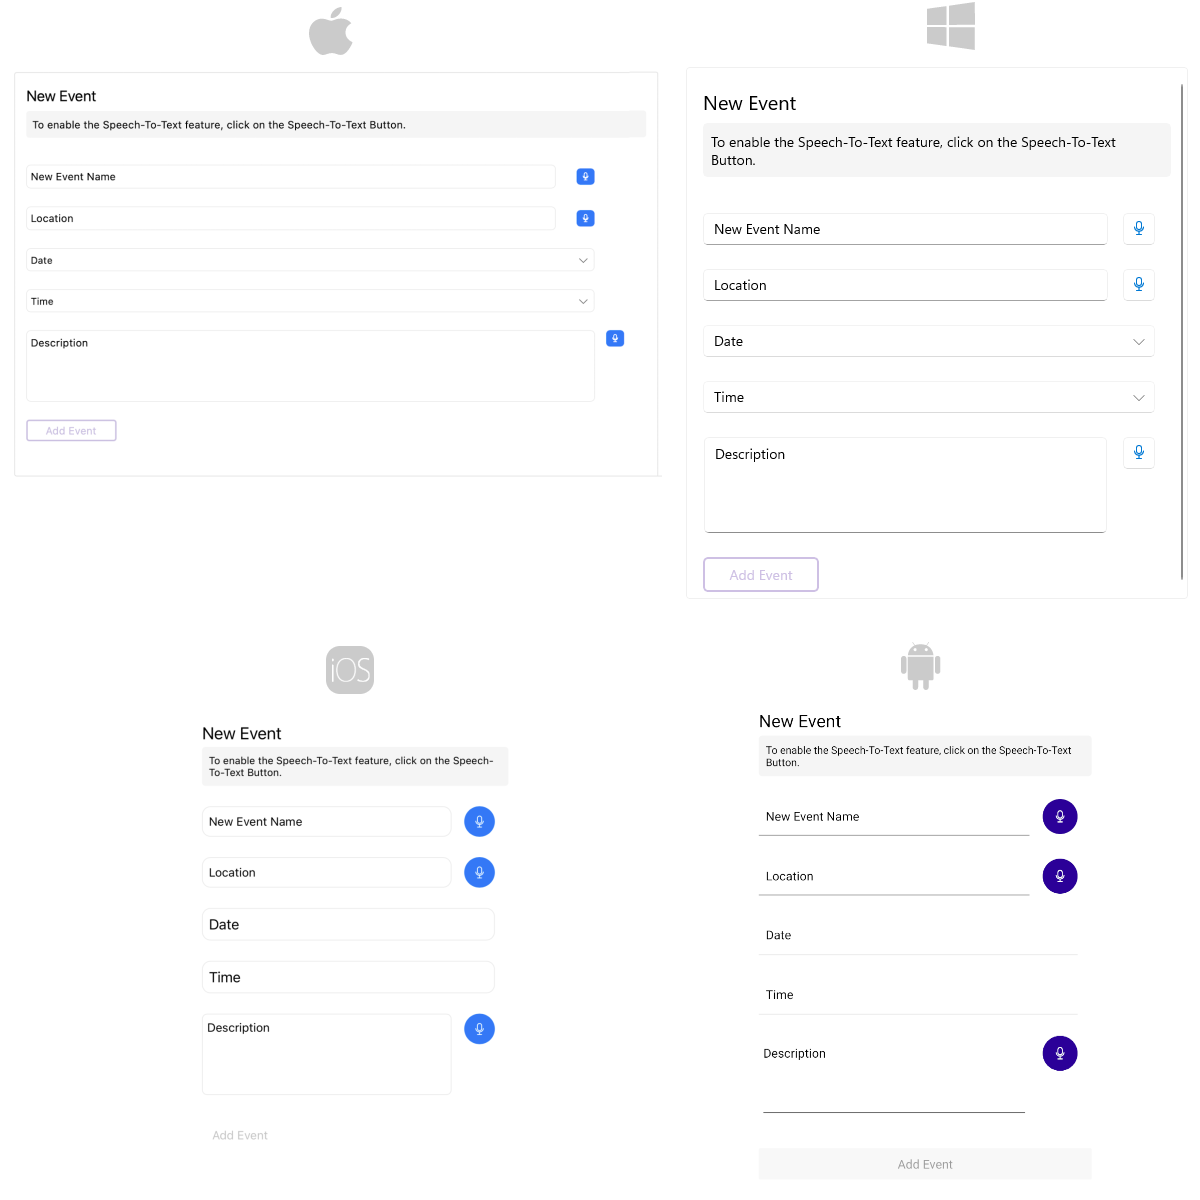 New Event
To enable the Speech-To-Text feature, click on the Speech-To-Text Button.
New Event Name
Location
Date
Time
Description
Add Event
New Event
To enable the Speech-To-Text feature, click on the Speech-To-Text
Button.
New Event Name
Location
Date
Time
Description
Add Event
iOS
New Event
To enable the Speech-To-Text feature, click on the Speech-
To-Text Button.
New Event Name
Location
Date
Time
Description
Add Event
New Event
To enable the Speech-To-Text feature, click on the Speech-To-Text
Button.
New Event Name
Location
Date
Time
Description
Add Event